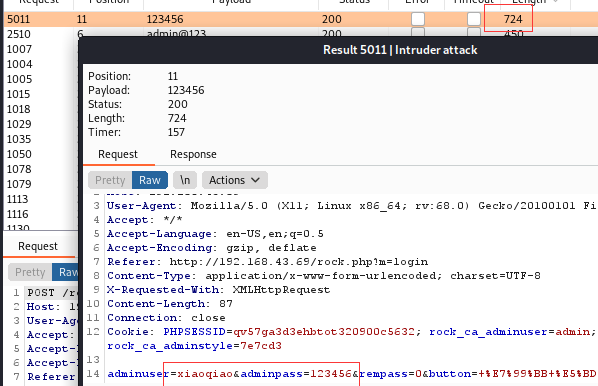 Request Position Payload Status Error Timeout Length
5011 11 123456 200 724
2510 6 admin@123 200 450
1007
1004
1005
1015
1018
1029
1035
1050
1078
1079
1113
1116
1130
Result 5011 | Intruder attack
Position: 11
Payload: 123456
Status: 200
Length: 724
Timer: 157
Request Response
Pretty Raw \n Actions
3 User-Agent: Mozilla/5.0 (X11; Linux x86_64; rv:68.0) Gecko/20100101 Fi
4 Accept: */*
5 Accept-Language: en-US,en;q=0.5
6 Accept-Encoding: gzip, deflate
7 Referer: http://192.168.43.69/rock.php?m=login
8 Content-Type: application/x-www-form-urlencoded; charset=UTF-8
9 X-Requested-With: XMLHttpRequest
10 Content-Length: 87
11 Connection: close
12 Cookie: PHPSESSID=qv57ga3d3ehbtot320900c5632; rock_ca_adminuser=admin;
rock_ca_adminstyle=7e7cd3
13
14 adminuser=xiaoqiao&adminpass=123456&rempass=0&button=+%E7%99%BB+%E5%BD
Request
Pretty Raw
1 POST /ro
2 Host: 19
3 User-Age
4 Accept:
5 Accept-
6 Accept-
7 Referer